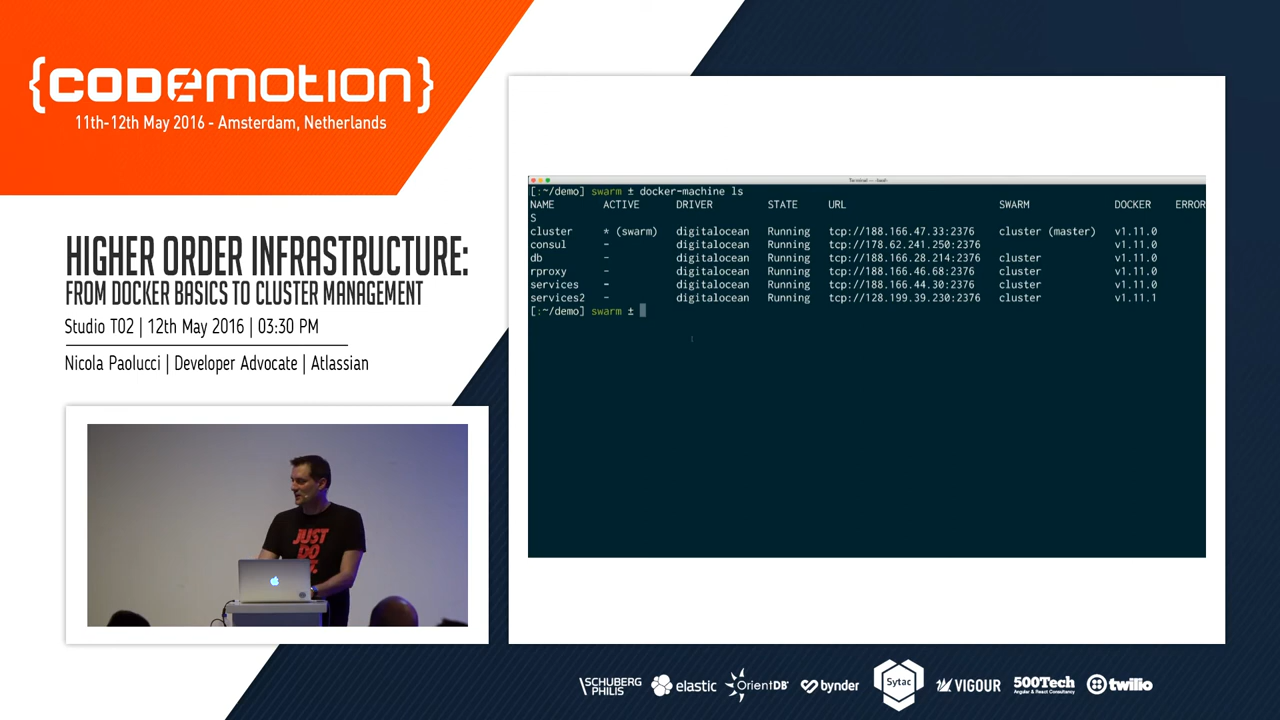 {CODEMOTION}
11th-12th May 2016 - Amsterdam, Netherlands
HIGHER ORDER INFRASTRUCTURE:
FROM DOCKER BASICS TO CLUSTER MANAGEMENT
Studio T02 | 12th May 2016 | 03:30 PM
Nicola Paolucci | Developer Advocate | Atlassian
Terminal — -bash
[:~/demo] swarm ± docker-machine ls
NAME ACTIVE DRIVER STATE URL SWARM DOCKER ERROR
S
cluster * (swarm) digitalocean Running tcp://188.166.47.33:2376 cluster (master) v1.11.0
consul - digitalocean Running tcp://178.62.241.250:2376 v1.11.0
db - digitalocean Running tcp://188.166.28.214:2376 cluster v1.11.0
rproxy - digitalocean Running tcp://188.166.46.68:2376 cluster v1.11.0
services - digitalocean Running tcp://188.166.44.30:2376 cluster v1.11.0
services2 - digitalocean Running tcp://128.199.39.230:2376 cluster v1.11.1
[:~/demo] swarm ±
JUST
DO
IT.
SCHUBERG
PHILIS
elastic
OrientDB
bynder
Sytac
VIGOUR
500Tech
Angular & React Consultancy
twilio